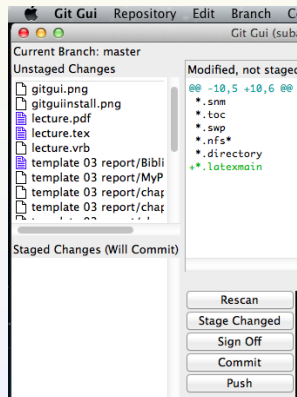 Git Gui Repository Edit Branch
Git Gui (suba
Current Branch: master
Unstaged Changes
gitgui.png
gitguiinstall.png
lecture.pdf
lecture.tex
lecture.vrb
template 03 report/Bibli
template 03 report/MyP
template 03 report/chap
template 03 report/chap
Staged Changes (Will Commit)
Modified, not staged
@@ -10,5 +10,6 @@
*.snm
*.toc
*.swp
*.nfs*
*.directory
+*.latexmain
Rescan
Stage Changed
Sign Off
Commit
Push